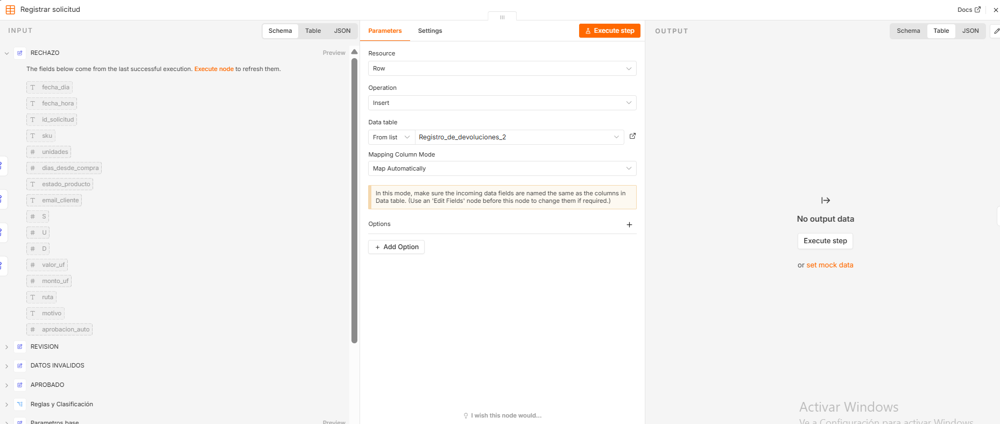 Registrar solicitud
Docs
INPUT
Schema Table JSON
RECHAZO
Preview
The fields below come from the last successful execution. Execute node to refresh them.
T fecha_dia
T fecha_hora
T id_solicitud
T sku
# unidades
# dias_desde_compra
T estado_producto
T email_cliente
# S
# U
# D
# valor_uf
# monto_uf
T ruta
T motivo
# aprobacion_auto
REVISION
DATOS INVALIDOS
APROBADO
Reglas y Clasificación
Parametros base
Preview
Parameters Settings
Execute step
Resource
Row
Operation
Insert
Data table
From list Registro_de_devoluciones_2
Mapping Column Mode
Map Automatically
In this mode, make sure the incoming data fields are named the same as the columns in
Data table. (Use an 'Edit Fields' node before this node to change them if required.)
Options
+ Add Option
I wish this node would...
OUTPUT
Schema Table JSON
No output data
Execute step
or set mock data
Activar Windows
Ve a Configuración para activar Windows.